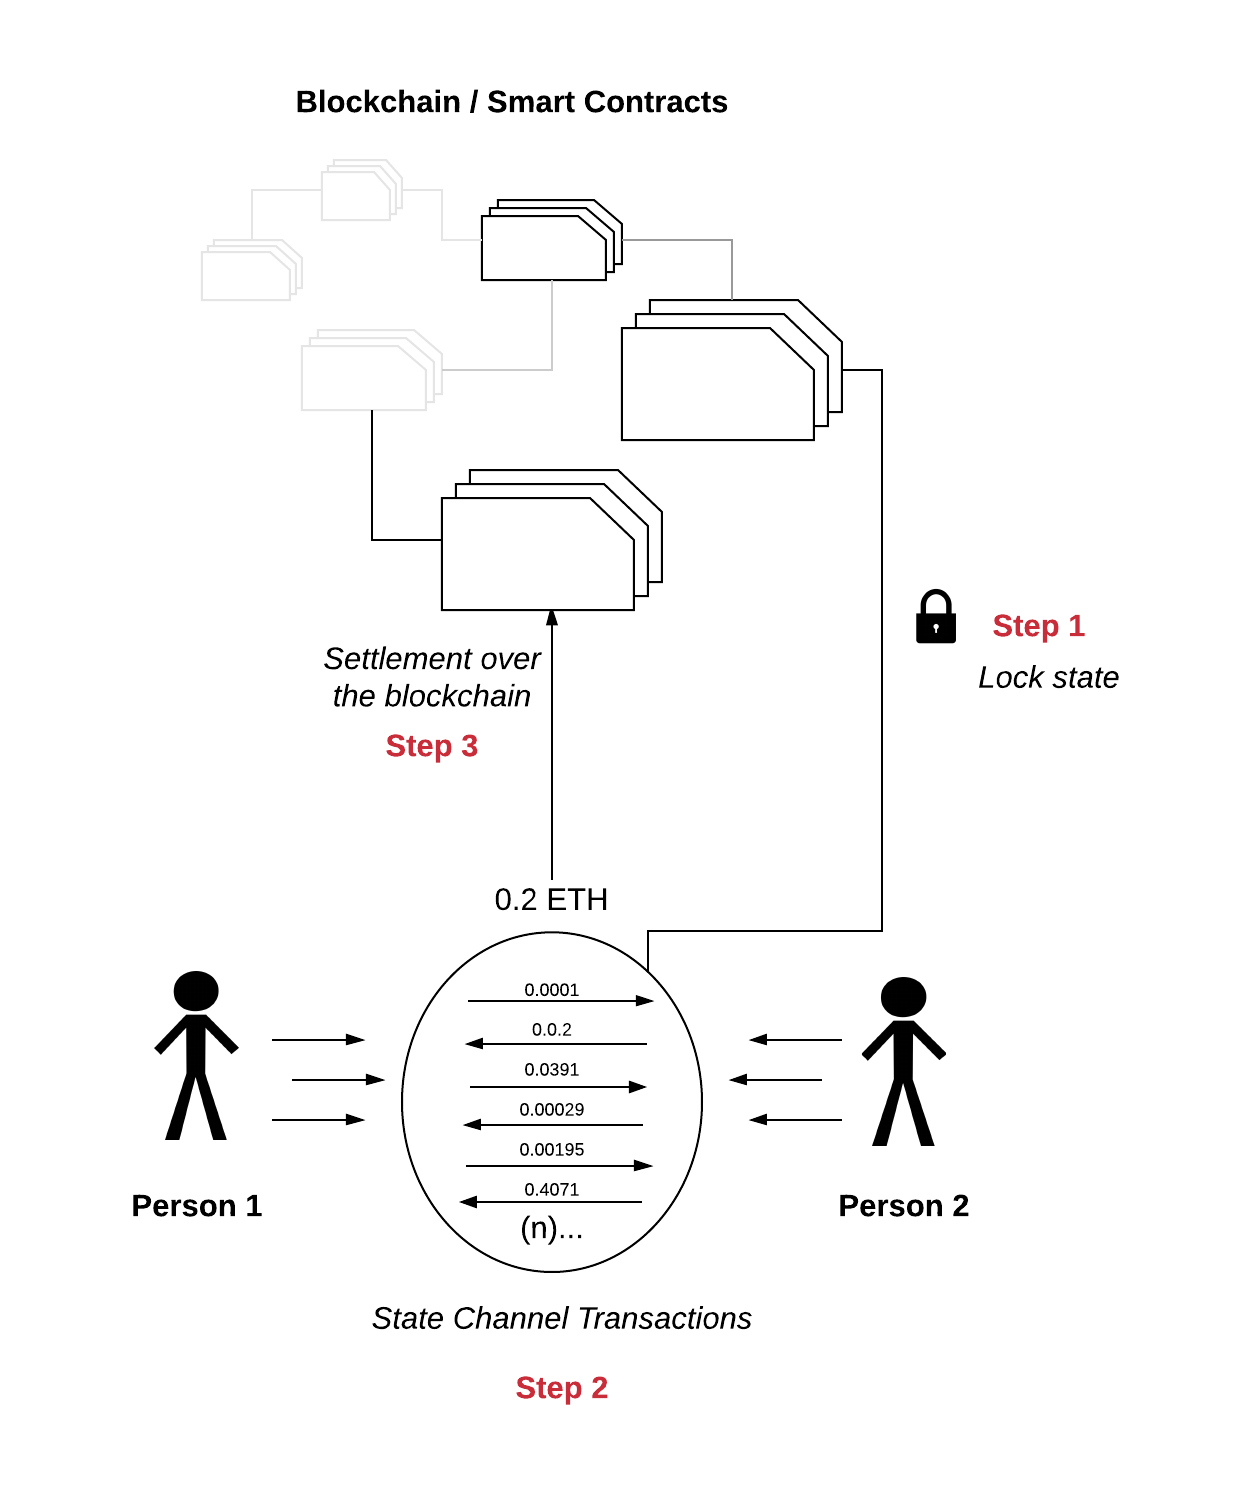 Blockchain / Smart Contracts
Step 1
Lock state
Settlement over
the blockchain
Step 3
0.2 ETH
0.0001
0.0.2
0.0391
0.00029
0.00195
0.4071
(n)...
Person 1
Person 2
State Channel Transactions
Step 2